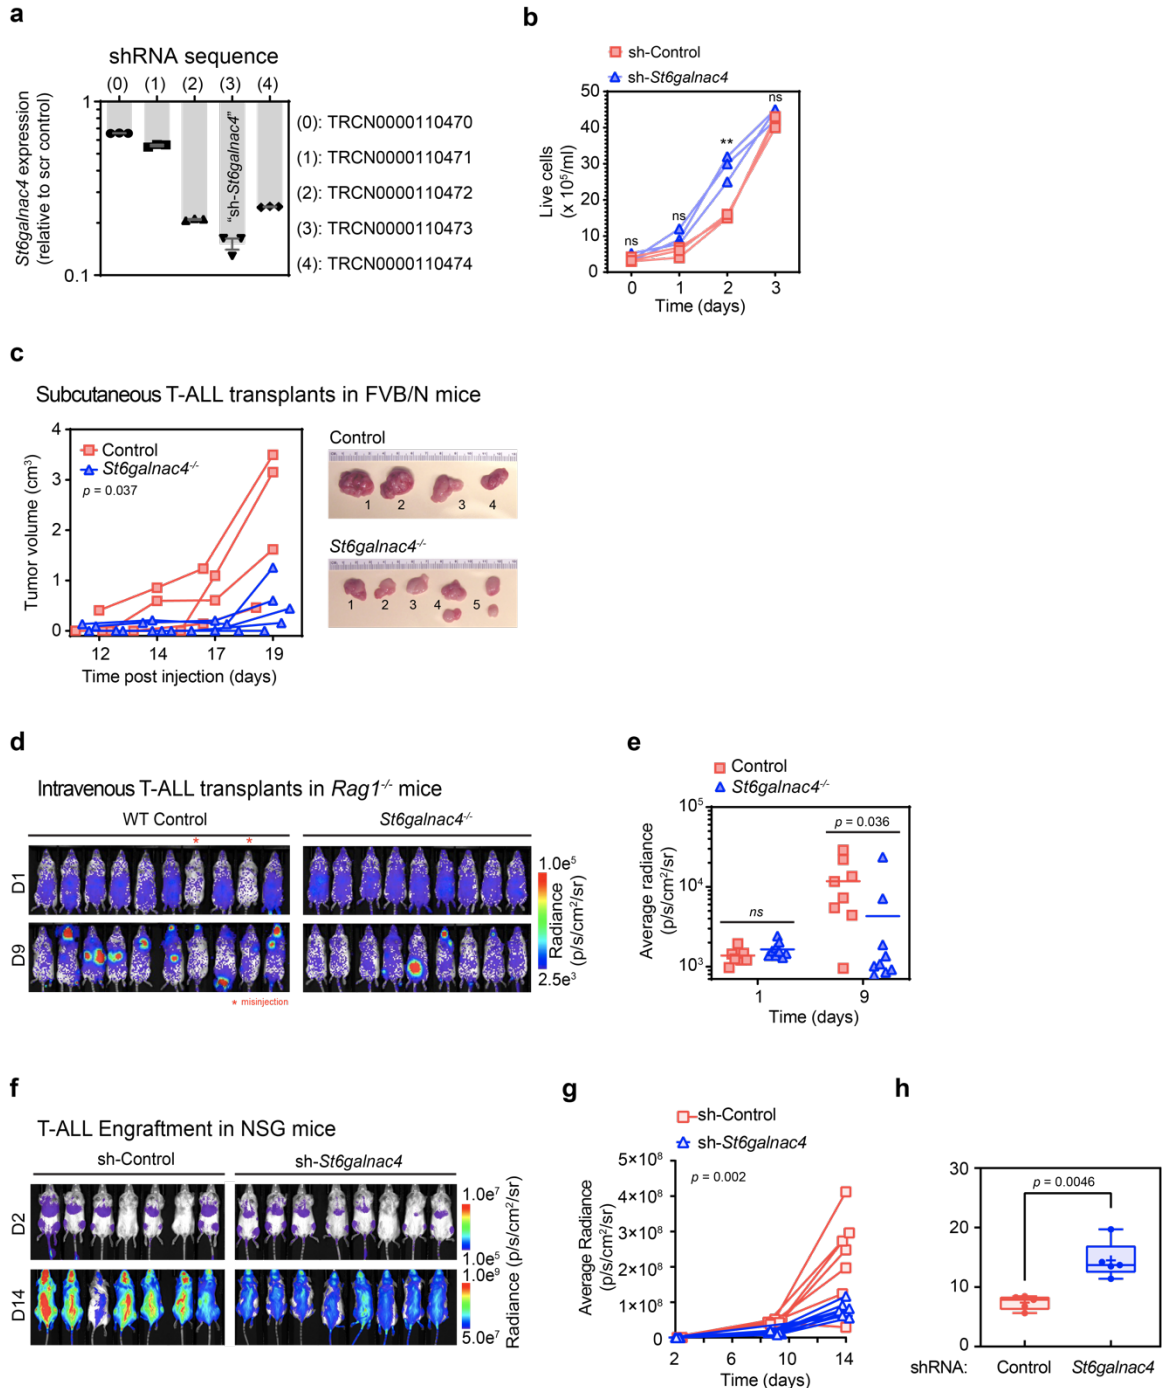 a
shRNA sequence
(0) (1) (2) (3) (4)
1
0.1
St6galnac4 expression
(relative to scr control)
"sh-St6galnac4"
(0): TRCN0000110470
(1): TRCN0000110471
(2): TRCN0000110472
(3): TRCN0000110473
(4): TRCN0000110474
b
sh-Control
sh-St6galnac4
50
40
30
20
10
0
Live cells
(x 10⁵/ml)
ns
ns
**
ns
0 1 2 3
Time (days)
c
Subcutaneous T-ALL transplants in FVB/N mice
4
3
2
1
0
Tumor volume (cm³)
Control
St6galnac4-/-
p = 0.037
12 14 17 19
Time post injection (days)
Control
1 2 3 4
St6galnac4-/-
1 2 3 4 5
d
Intravenous T-ALL transplants in Rag1-/- mice
WT Control
St6galnac4-/-
* *
D1
D9
1.0e⁵
Radiance
(p/s/cm²/sr)
2.5e³
* misinjection
e
Control
St6galnac4-/-
10⁵
10⁴
10³
Average radiance
(p/s/cm²/sr)
ns
p = 0.036
1 9
Time (days)
f
T-ALL Engraftment in NSG mice
sh-Control
sh-St6galnac4
D2
D14
1.0e⁷
1.0e⁵
1.0e⁹
5.0e⁷
Radiance (p/s/cm²/sr)
g
sh-Control
sh-St6galnac4
5×10⁸
4×10⁸
3×10⁸
2×10⁸
1×10⁸
0
Average Radiance
(p/s/cm²/sr)
p = 0.002
2 6 10 14
Time (days)
h
30
20
10
0
p = 0.0046
shRNA: Control St6galnac4